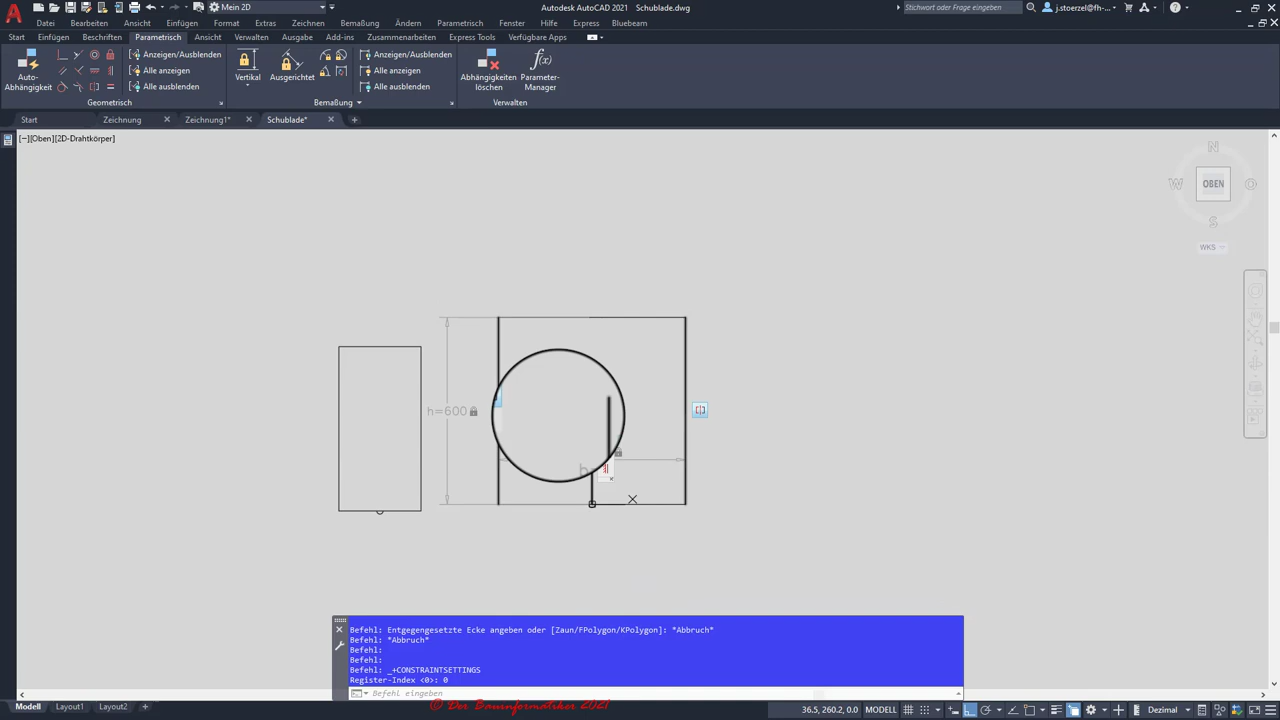 Mein 2D
Autodesk AutoCAD 2021 Schublade.dwg
Stichwort oder Frage eingeben
j.stoerzel@fh-...
Datei
Bearbeiten
Ansicht
Einfügen
Format
Extras
Zeichnen
Bemaßung
Ändern
Parametrisch
Fenster
Hilfe
Express
Bluebeam
Start
Einfügen
Beschriften
Parametrisch
Ansicht
Verwalten
Ausgabe
Add-ins
Zusammenarbeiten
Express Tools
Verfügbare Apps
Auto-
Abhängigkeit
Anzeigen/Ausblenden
Alle anzeigen
Alle ausblenden
Geometrisch
Vertikal
Ausgerichtet
Anzeigen/Ausblenden
Alle anzeigen
Alle ausblenden
Bemaßung
Abhängigkeiten
löschen
Parameter-
Manager
Verwalten
Start
Zeichnung
Zeichnung1*
Schublade*
[−][Oben][2D-Drahtkörper]
N
W
OBEN
O
S
WKS
h=600
Befehl: Entgegengesetzte Ecke angeben oder [Zaun/FPolygon/KPolygon]: "Abbruch"
Befehl: "Abbruch"
Befehl:
Befehl:
Befehl: _+CONSTRAINTSETTINGS
Register-Index <0>: 0
Befehl eingeben
© Der Bauinformatiker 2021
Modell
Layout1
Layout2
36.5, 260.2, 0.0
MODELL
Dezimal